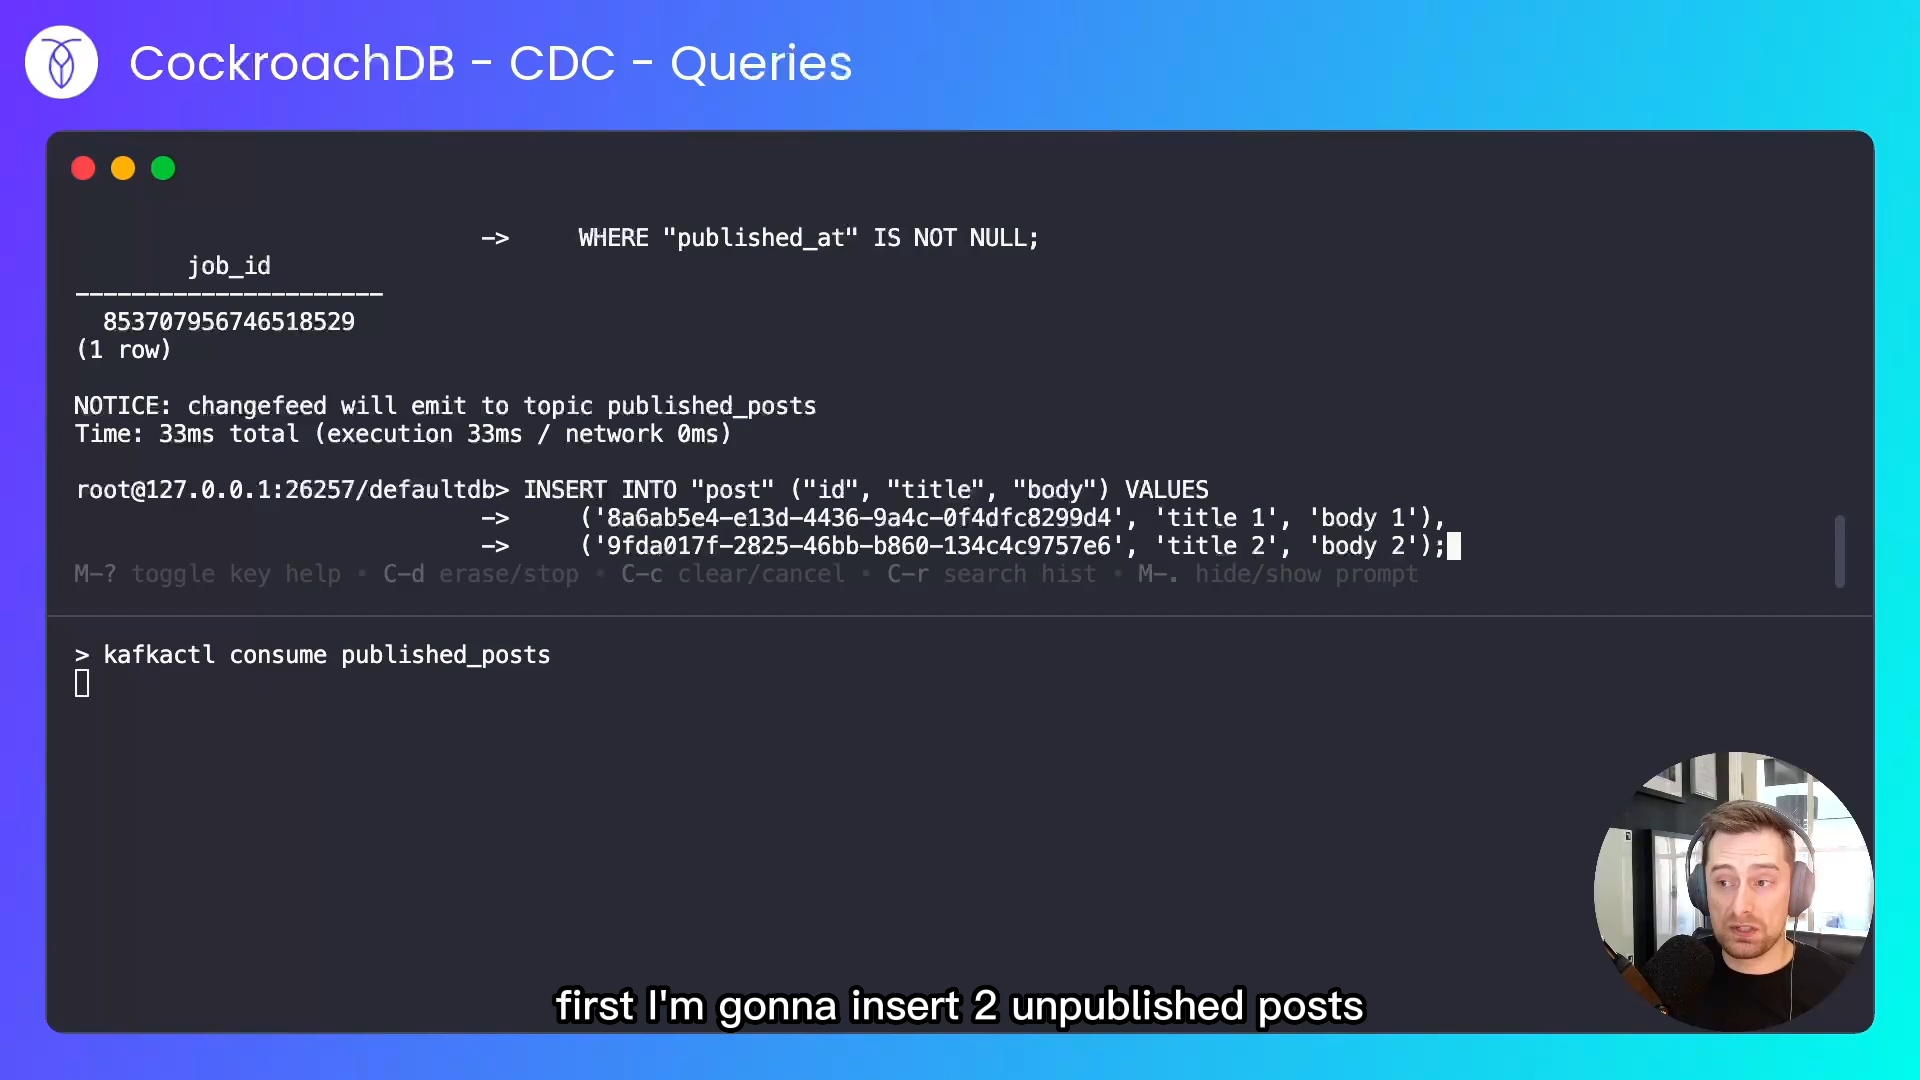 CockroachDB - CDC - Queries
-> WHERE "published_at" IS NOT NULL;
job_id
----------------------
853707956746518529
(1 row)
NOTICE: changefeed will emit to topic published_posts
Time: 33ms total (execution 33ms / network 0ms)
root@127.0.0.1:26257/defaultdb> INSERT INTO "post" ("id", "title", "body") VALUES
-> ('8a6ab5e4-e13d-4436-9a4c-0f4dfc8299d4', 'title 1', 'body 1'),
-> ('9fda017f-2825-46bb-b860-134c4c9757e6', 'title 2', 'body 2');
M-? toggle key help • C-d erase/stop • C-c clear/cancel • C-r search hist • M-. hide/show prompt
> kafkactl consume published_posts
first I'm gonna insert 2 unpublished posts